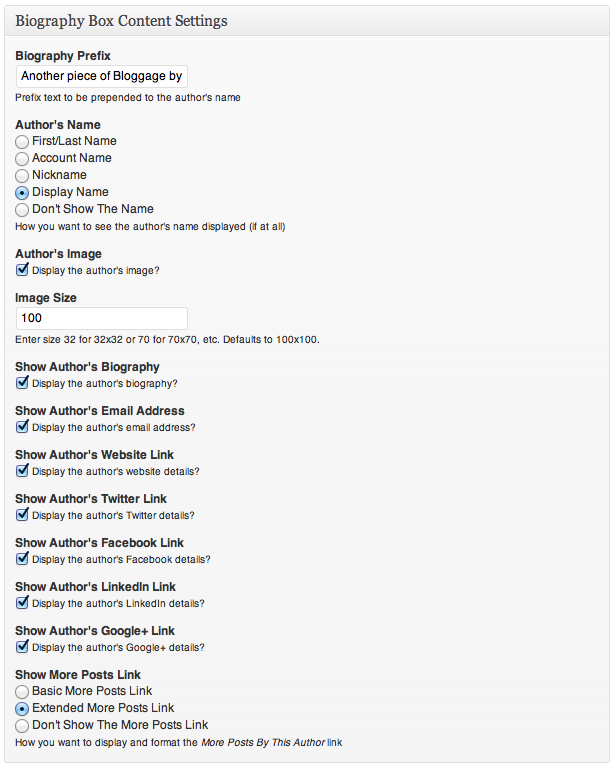 Biography Box Content Settings
Biography Prefix
Another piece of Bloggage by
Prefix text to be prepended to the author's name
Author's Name
First/Last Name
Account Name
Nickname
Display Name
Don't Show The Name
How you want to see the author's name displayed (if at all)
Author's Image
Display the author's image?
Image Size
100
Enter size 32 for 32x32 or 70 for 70x70, etc. Defaults to 100x100.
Show Author's Biography
Display the author's biography?
Show Author's Email Address
Display the author's email address?
Show Author's Website Link
Display the author's website details?
Show Author's Twitter Link
Display the author's Twitter details?
Show Author's Facebook Link
Display the author's Facebook details?
Show Author's LinkedIn Link
Display the author's LinkedIn details?
Show Author's Google+ Link
Display the author's Google+ details?
Show More Posts Link
Basic More Posts Link
Extended More Posts Link
Don't Show The More Posts Link
How you want to display and format the More Posts By This Author link